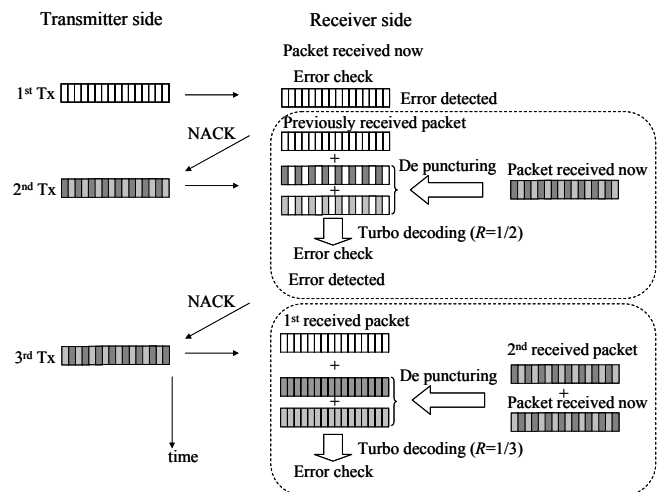 Transmitter side
Receiver side
Packet received now
Error check
1st Tx
Error detected
Previously received packet
NACK
+
De puncturing
Packet received now
2nd Tx
+
Turbo decoding (R=1/2)
Error check
Error detected
NACK
1st received packet
2nd received packet
3rd Tx
+
De puncturing
+
+
Packet received now
Turbo decoding (R=1/3)
time
Error check